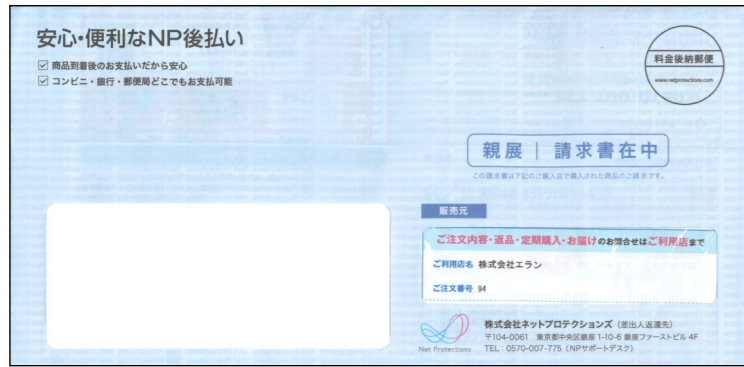 安心・便利なNP後払い
☑ 商品到着後のお支払いだから安心
☑ コンビニ・銀行・郵便局どこでもお支払可能
料金後納郵便
www.netprotections.com
親展｜請求書在中
この請求書は下記のご購入店で購入された商品のご請求です。
販売元
ご注文内容・返品・定期購入・お届けのお問合せはご利用店まで
ご利用店名 株式会社エラン
ご注文番号 94
Net Protections
株式会社ネットプロテクションズ（差出人返還先）
〒104-0061 東京都中央区銀座 1-10-6 銀座ファーストビル 4F
TEL：0570-007-775（NPサポートデスク）